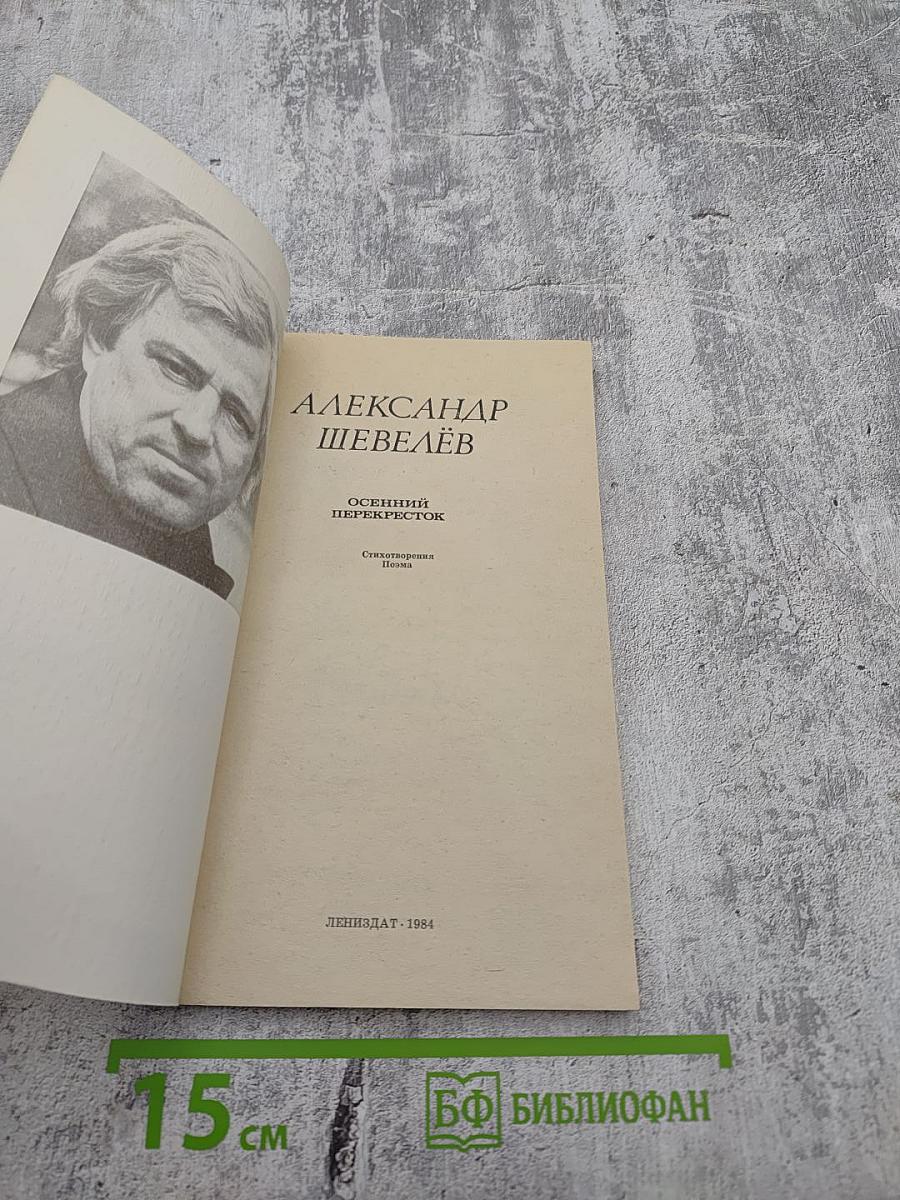 АЛЕКСАНДР
ШЕВЕЛЁВ
ОСЕННИЙ
ПЕРЕКРЕСТОК
Стихотворения
Поэма
ЛЕНИЗДАТ · 1984
15 см
БФ БИБЛИОФАН